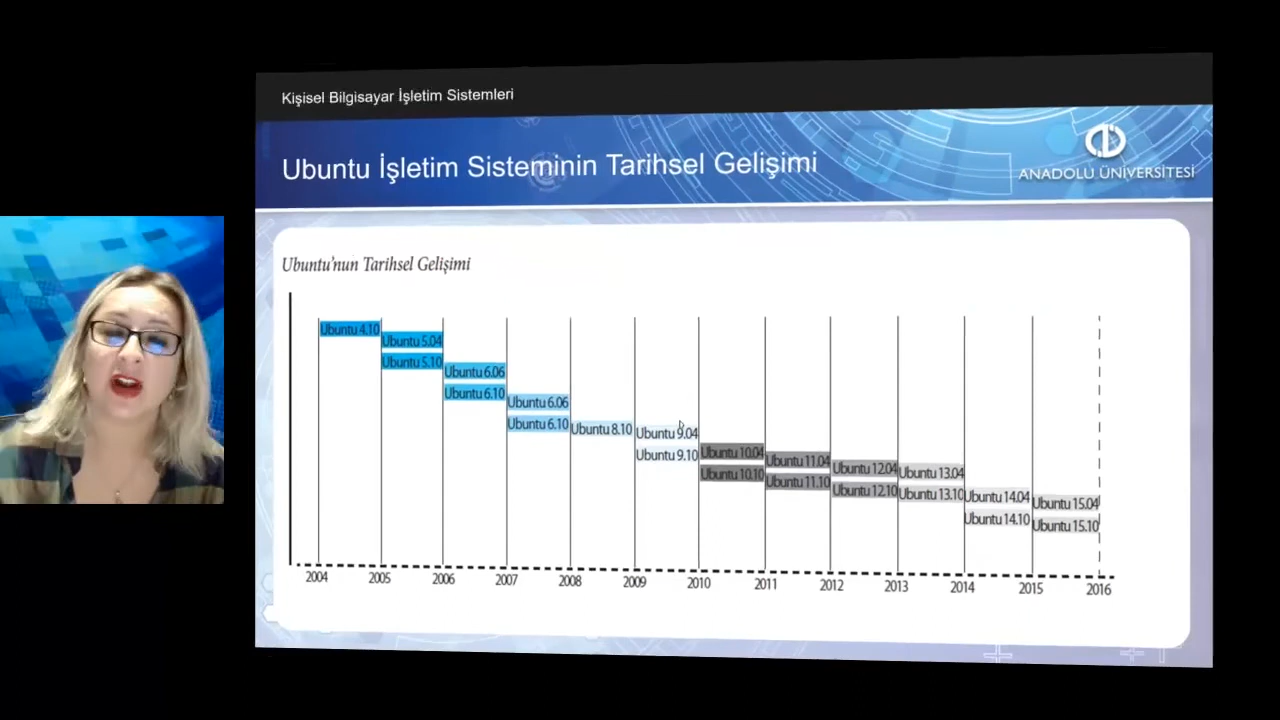 Kişisel Bilgisayar İşletim Sistemleri
Ubuntu İşletim Sisteminin Tarihsel Gelişimi
ANADOLU ÜNİVERSİTESİ
Ubuntu'nun Tarihsel Gelişimi
Ubuntu 4.10
Ubuntu 5.04
Ubuntu 5.10
Ubuntu 6.06
Ubuntu 6.10
Ubuntu 6.06
Ubuntu 6.10
Ubuntu 8.10
Ubuntu 9.04
Ubuntu 9.10
Ubuntu 10.04
Ubuntu 10.10
Ubuntu 11.04
Ubuntu 11.10
Ubuntu 12.04
Ubuntu 12.10
Ubuntu 13.04
Ubuntu 13.10
Ubuntu 14.04
Ubuntu 14.10
Ubuntu 15.04
Ubuntu 15.10
2004 2005 2006 2007 2008 2009 2010 2011 2012 2013 2014 2015 2016